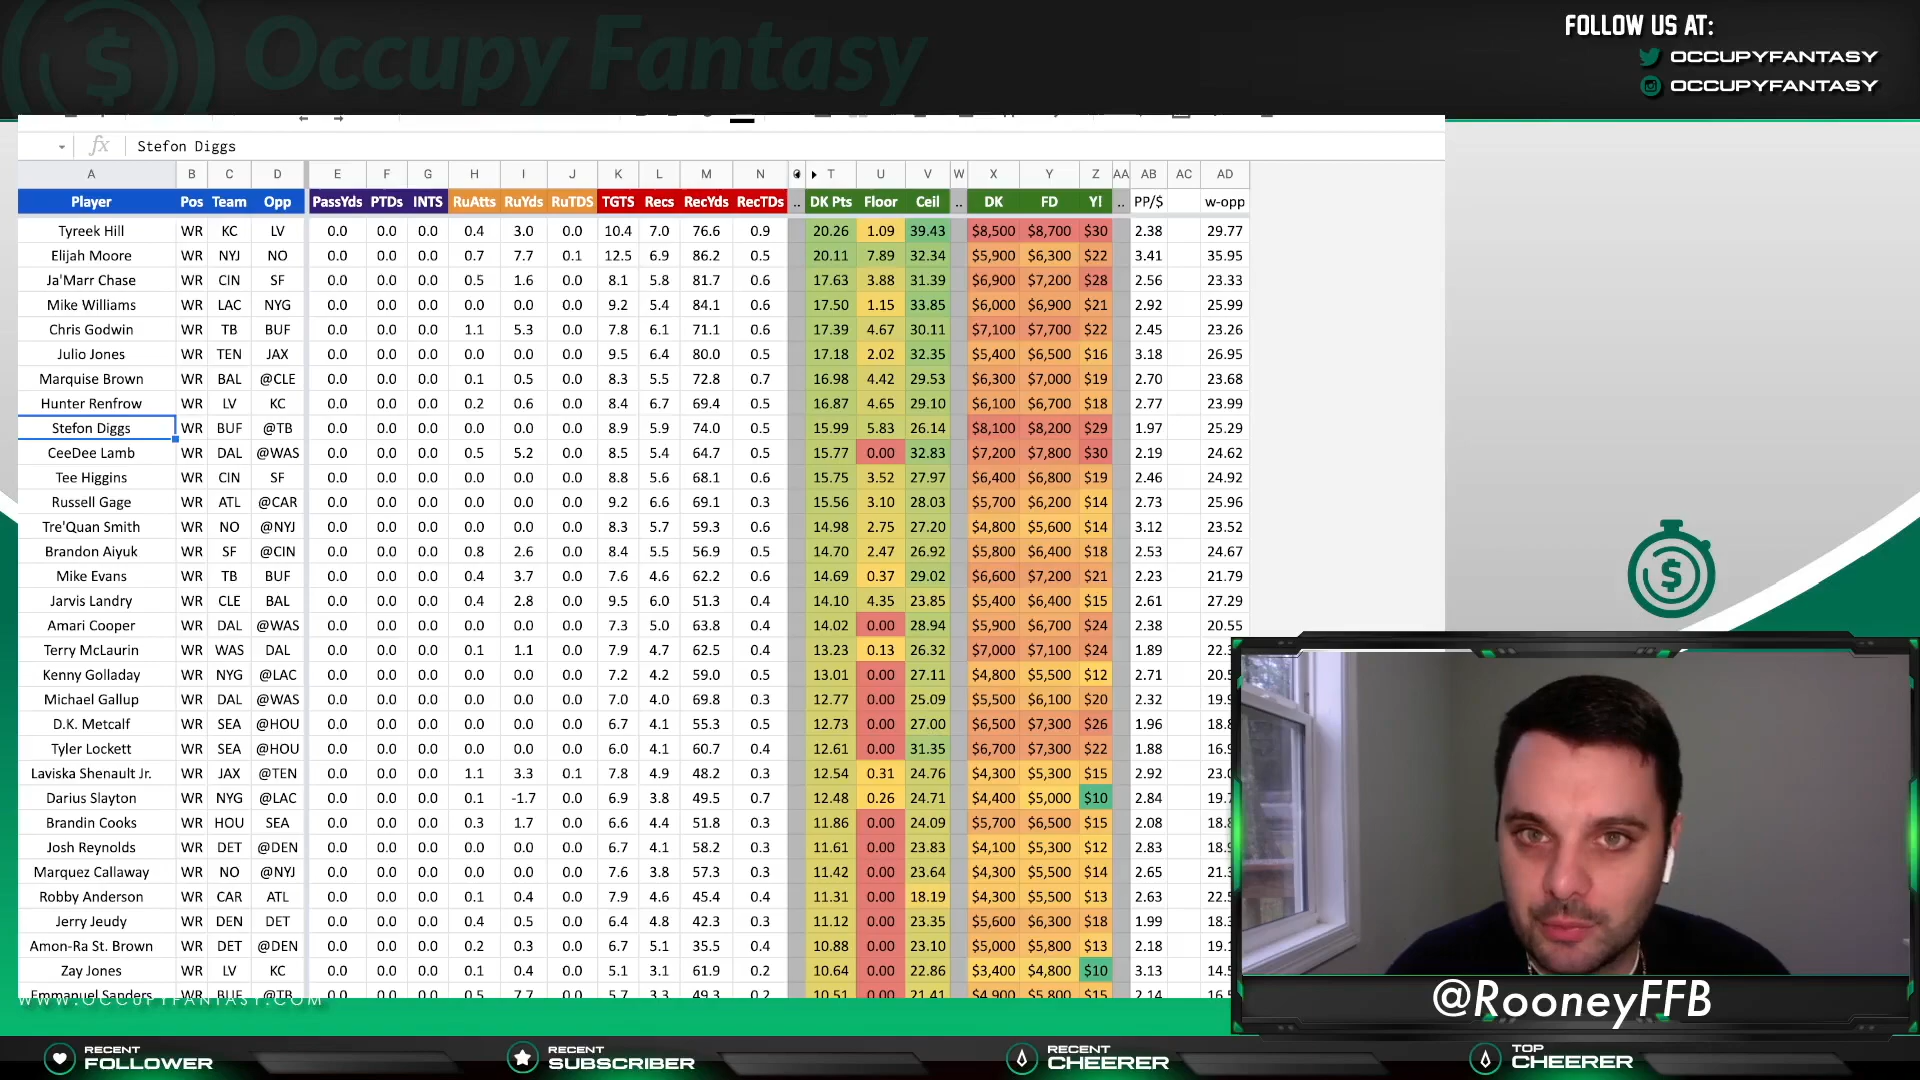 Occupy Fantasy
FOLLOW US AT:
OCCUPYFANTASY
OCCUPYFANTASY
fx Stefon Diggs
A B C D E F G H I J K L M N T U V W X Y Z AA AB AC AD
Player Pos Team Opp PassYds PTDs INTS RuAtts RuYds RuTDS TGTS Recs RecYds RecTDs .. DK Pts Floor Ceil .. DK FD Y! .. PP/$ w-opp
Tyreek Hill WR KC LV 0.0 0.0 0.0 0.4 3.0 0.0 10.4 7.0 76.6 0.9 20.26 1.09 39.43 $8,500 $8,700 $30 2.38 29.77
Elijah Moore WR NYJ NO 0.0 0.0 0.0 0.7 7.7 0.1 12.5 6.9 86.2 0.5 20.11 7.89 32.34 $5,900 $6,300 $22 3.41 35.95
Ja'Marr Chase WR CIN SF 0.0 0.0 0.0 0.5 1.6 0.0 8.1 5.8 81.7 0.6 17.63 3.88 31.39 $6,900 $7,200 $28 2.56 23.33
Mike Williams WR LAC NYG 0.0 0.0 0.0 0.0 0.0 0.0 9.2 5.4 84.1 0.6 17.50 1.15 33.85 $6,000 $6,900 $21 2.92 25.99
Chris Godwin WR TB BUF 0.0 0.0 0.0 1.1 5.3 0.0 7.8 6.1 71.1 0.6 17.39 4.67 30.11 $7,100 $7,700 $22 2.45 23.26
Julio Jones WR TEN JAX 0.0 0.0 0.0 0.0 0.0 0.0 9.5 6.4 80.0 0.5 17.18 2.02 32.35 $5,400 $6,500 $16 3.18 26.95
Marquise Brown WR BAL @CLE 0.0 0.0 0.0 0.1 0.5 0.0 8.3 5.5 72.8 0.7 16.98 4.42 29.53 $6,300 $7,000 $19 2.70 23.68
Hunter Renfrow WR LV KC 0.0 0.0 0.0 0.2 0.6 0.0 8.4 6.7 69.4 0.5 16.87 4.65 29.10 $6,100 $6,700 $18 2.77 23.99
Stefon Diggs WR BUF @TB 0.0 0.0 0.0 0.0 0.0 0.0 8.9 5.9 74.0 0.5 15.99 5.83 26.14 $8,100 $8,200 $29 1.97 25.29
CeeDee Lamb WR DAL @WAS 0.0 0.0 0.0 0.5 5.2 0.0 8.5 5.4 64.7 0.5 15.77 0.00 32.83 $7,200 $7,800 $30 2.19 24.62
Tee Higgins WR CIN SF 0.0 0.0 0.0 0.0 0.0 0.0 8.8 5.6 68.1 0.6 15.75 3.52 27.97 $6,400 $6,800 $19 2.46 24.92
Russell Gage WR ATL @CAR 0.0 0.0 0.0 0.0 0.0 0.0 9.2 6.6 69.1 0.3 15.56 3.10 28.03 $5,700 $6,200 $14 2.73 25.96
Tre'Quan Smith WR NO @NYJ 0.0 0.0 0.0 0.0 0.0 0.0 8.3 5.7 59.3 0.6 14.98 2.75 27.20 $4,800 $5,600 $14 3.12 23.52
Brandon Aiyuk WR SF @CIN 0.0 0.0 0.0 0.8 2.6 0.0 8.4 5.5 56.9 0.5 14.70 2.47 26.92 $5,800 $6,400 $18 2.53 24.67
Mike Evans WR TB BUF 0.0 0.0 0.0 0.4 3.7 0.0 7.6 4.6 62.2 0.6 14.69 0.37 29.02 $6,600 $7,200 $21 2.23 21.79
Jarvis Landry WR CLE BAL 0.0 0.0 0.0 0.4 2.8 0.0 9.5 6.0 51.3 0.4 14.10 4.35 23.85 $5,400 $6,400 $15 2.61 27.29
Amari Cooper WR DAL @WAS 0.0 0.0 0.0 0.0 0.0 0.0 7.3 5.0 63.8 0.4 14.02 0.00 28.94 $5,900 $6,700 $24 2.38 20.55
Terry McLaurin WR WAS DAL 0.0 0.0 0.0 0.1 1.1 0.0 7.9 4.7 62.5 0.4 13.23 0.13 26.32 $7,000 $7,100 $24 1.89
Kenny Golladay WR NYG @LAC 0.0 0.0 0.0 0.0 0.0 0.0 7.2 4.2 59.0 0.5 13.01 0.00 27.11 $4,800 $5,500 $12 2.71
Michael Gallup WR DAL @WAS 0.0 0.0 0.0 0.0 0.0 0.0 7.0 4.0 69.8 0.3 12.77 0.00 25.09 $5,500 $6,100 $20 2.32
D.K. Metcalf WR SEA @HOU 0.0 0.0 0.0 0.0 0.0 0.0 6.7 4.1 55.3 0.5 12.73 0.00 27.00 $6,500 $7,300 $26 1.96
Tyler Lockett WR SEA @HOU 0.0 0.0 0.0 0.0 0.0 0.0 6.0 4.1 60.7 0.4 12.61 0.00 31.35 $6,700 $7,300 $22 1.88
Laviska Shenault Jr. WR JAX @TEN 0.0 0.0 0.0 1.1 3.3 0.1 7.8 4.9 48.2 0.3 12.54 0.31 24.76 $4,300 $5,300 $15 2.92
Darius Slayton WR NYG @LAC 0.0 0.0 0.0 0.1 -1.7 0.0 6.9 3.8 49.5 0.7 12.48 0.26 24.71 $4,400 $5,000 $10 2.84
Brandin Cooks WR HOU SEA 0.0 0.0 0.0 0.3 1.7 0.0 6.6 4.4 51.8 0.3 11.86 0.00 24.09 $5,700 $6,500 $15 2.08
Josh Reynolds WR DET @DEN 0.0 0.0 0.0 0.0 0.0 0.0 6.7 4.1 58.2 0.3 11.61 0.00 23.83 $4,100 $5,300 $12 2.83
Marquez Callaway WR NO @NYJ 0.0 0.0 0.0 0.0 0.0 0.0 7.6 3.8 57.3 0.3 11.42 0.00 23.64 $4,300 $5,500 $14 2.65
Robby Anderson WR CAR ATL 0.0 0.0 0.0 0.1 0.4 0.0 7.9 4.6 45.4 0.4 11.31 0.00 18.19 $4,300 $5,500 $13 2.63
Jerry Jeudy WR DEN DET 0.0 0.0 0.0 0.4 0.5 0.0 6.4 4.8 42.3 0.3 11.12 0.00 23.35 $5,600 $6,300 $18 1.99
Amon-Ra St. Brown WR DET @DEN 0.0 0.0 0.0 0.2 0.3 0.0 6.7 5.1 35.5 0.4 10.88 0.00 23.10 $5,000 $5,800 $13 2.18
Zay Jones WR LV KC 0.0 0.0 0.0 0.1 0.4 0.0 5.1 3.1 61.9 0.2 10.64 0.00 22.86 $3,400 $4,800 $10 3.13
Emmanuel Sanders WR BUF @TB 0.0 0.0 0.0 0.5 7.7 0.0 5.7 3.3 49.3 0.2 10.51 0.00 21.41 $4,900 $5,800 $15 2.14
WWW.OCCUPYFANTASY.COM
@RooneyFFB
RECENT FOLLOWER
RECENT SUBSCRIBER
RECENT CHEERER
TOP CHEERER